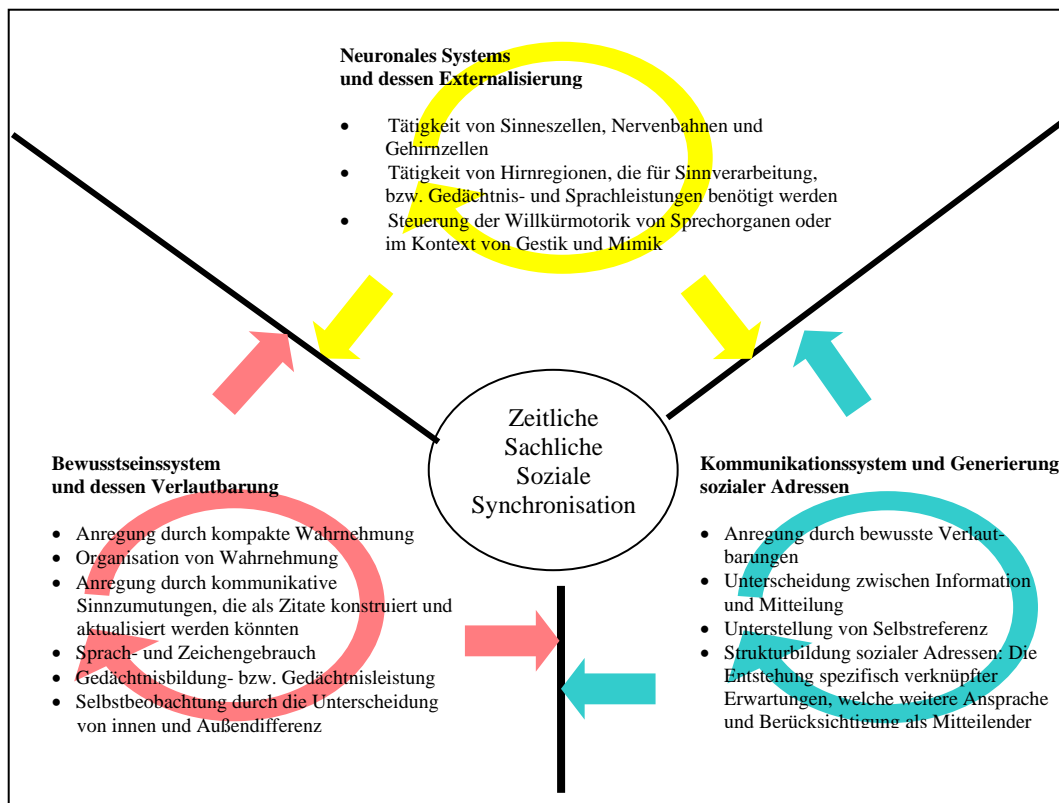 Neuronales Systems
und dessen Externalisierung
• Tätigkeit von Sinneszellen, Nervenbahnen und
Gehirnzellen
• Tätigkeit von Hirnregionen, die für Sinnverarbeitung,
bzw. Gedächtnis- und Sprachleistungen benötigt werden
• Steuerung der Willkürmotorik von Sprechorganen oder
im Kontext von Gestik und Mimik
Zeitliche
Sachliche
Soziale
Synchronisation
Bewusstseinssystem
und dessen Verlautbarung
• Anregung durch kompakte Wahrnehmung
• Organisation von Wahrnehmung
• Anregung durch kommunikative
Sinnzumutungen, die als Zitate konstruiert und
aktualisiert werden könnten
• Sprach- und Zeichengebrauch
• Gedächtnisbildung- bzw. Gedächtnisleistung
• Selbstbeobachtung durch die Unterscheidung
von innen und Außendifferenz
Kommunikationssystem und Generierung
sozialer Adressen
• Anregung durch bewusste Verlaut-
barungen
• Unterscheidung zwischen Information
und Mitteilung
• Unterstellung von Selbstreferenz
• Strukturbildung sozialer Adressen: Die
Entstehung spezifisch verknüpfter
Erwartungen, welche weitere Ansprache
und Berücksichtigung als Mitteilender